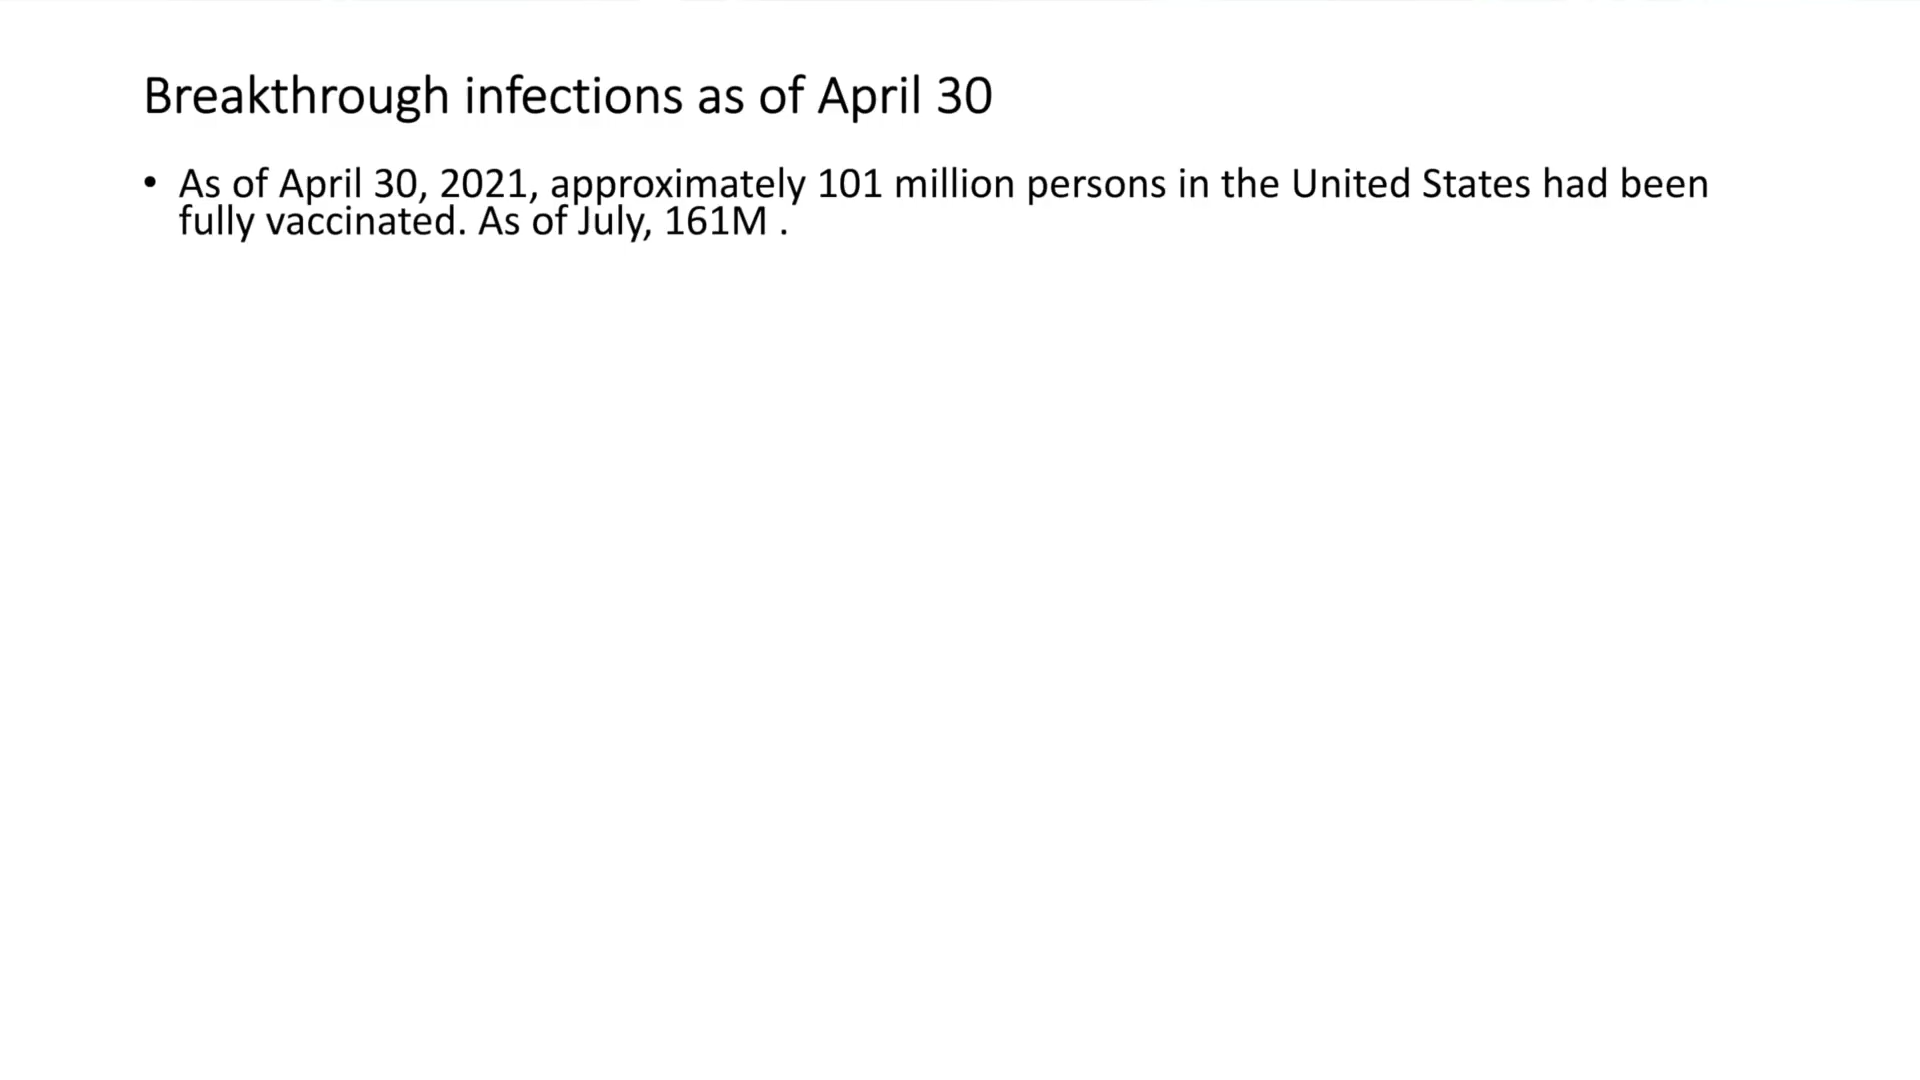 Breakthrough infections as of April 30
• As of April 30, 2021, approximately 101 million persons in the United States had been
fully vaccinated. As of July, 161M .